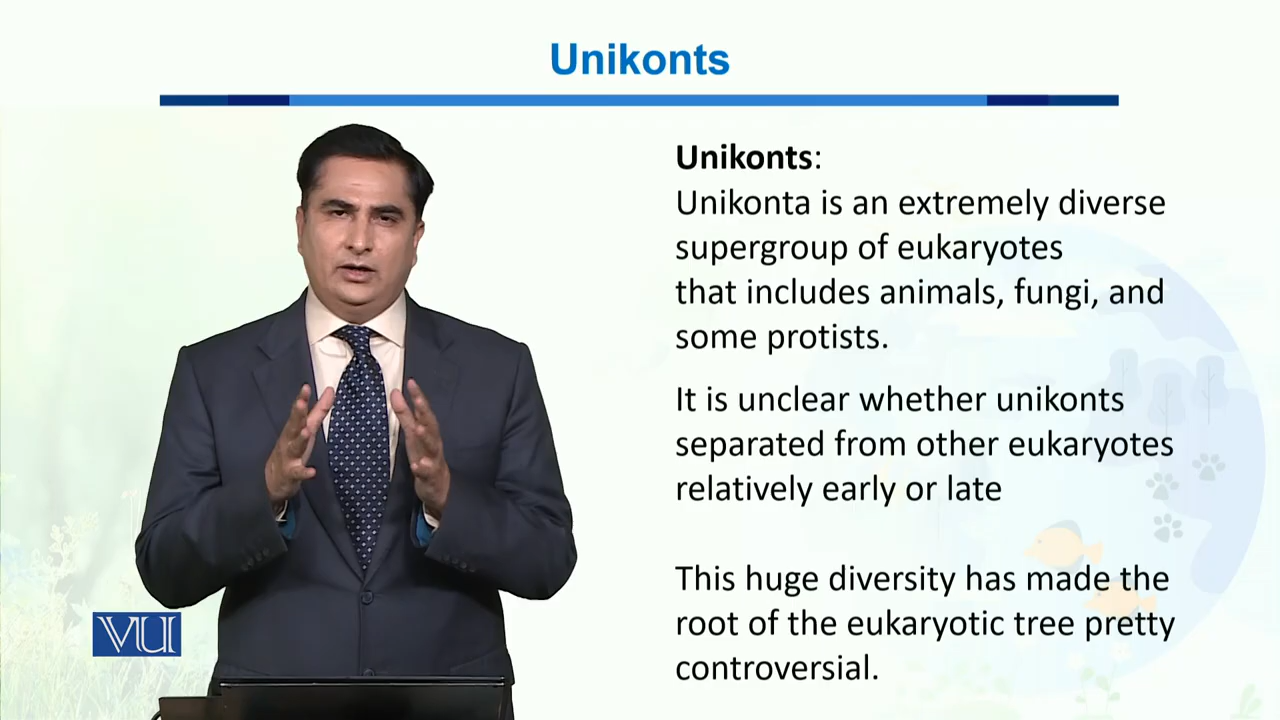 Unikonts
Unikonts:
Unikonta is an extremely diverse
supergroup of eukaryotes
that includes animals, fungi, and
some protists.
It is unclear whether unikonts
separated from other eukaryotes
relatively early or late
This huge diversity has made the
root of the eukaryotic tree pretty
controversial.
VU